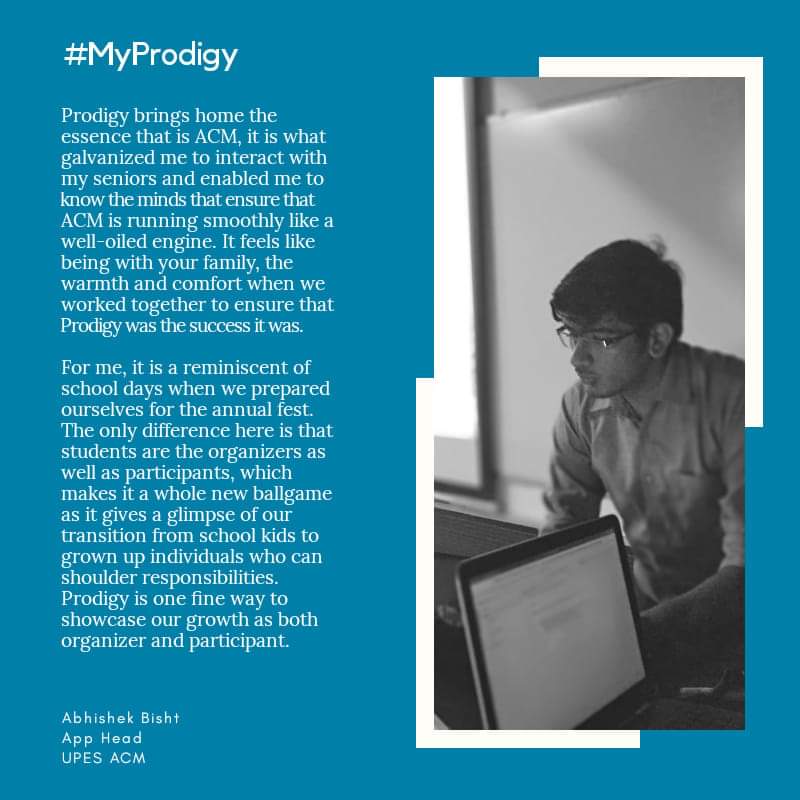 #MyProdigy
Prodigy brings home the
essence that is ACM, it is what
galvanized me to interact with
my seniors and enabled me to
know the minds that ensure that
ACM is running smoothly like a
well-oiled engine. It feels like
being with your family, the
warmth and comfort when we
worked together to ensure that
Prodigy was the success it was.
For me, it is a reminiscent of
school days when we prepared
ourselves for the annual fest.
The only difference here is that
students are the organizers as
well as participants, which
makes it a whole new ballgame
as it gives a glimpse of our
transition from school kids to
grown up individuals who can
shoulder responsibilities.
Prodigy is one fine way to
showcase our growth as both
organizer and participant.
Abhishek Bisht
App Head
UPES ACM